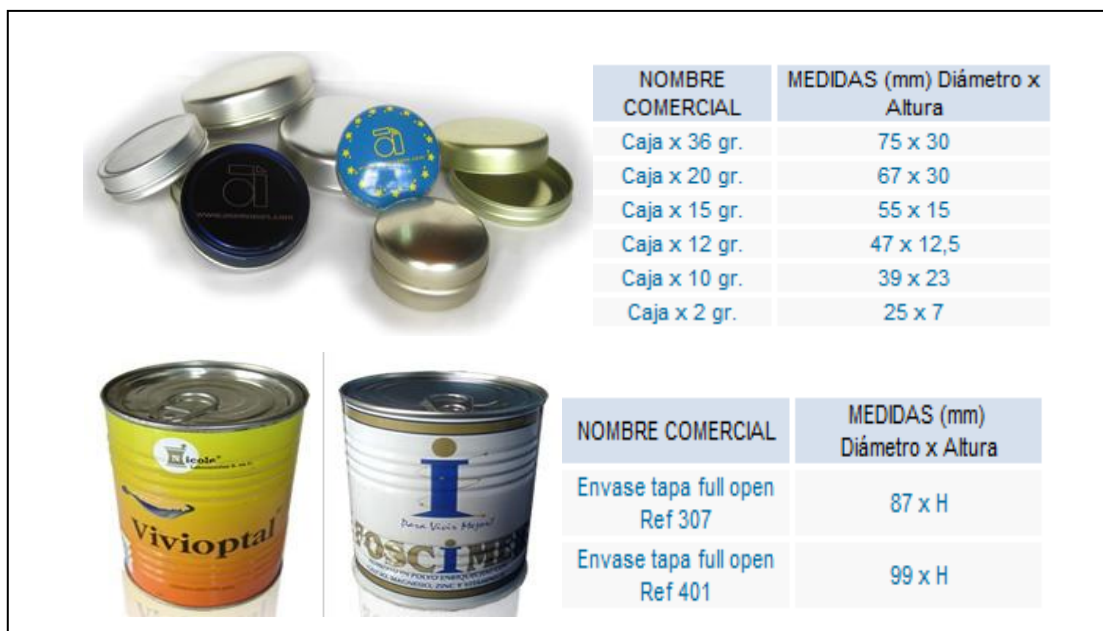 NOMBRE COMERCIAL
MEDIDAS (mm) Diámetro x Altura
Caja x 36 gr.
75 x 30
Caja x 20 gr.
67 x 30
Caja x 15 gr.
55 x 15
Caja x 12 gr.
47 x 12,5
Caja x 10 gr.
39 x 23
Caja x 2 gr.
25 x 7
Nicole
Vivioptal
i
Para Vivir Mejor!
FOSCiMEN
NOMBRE COMERCIAL
MEDIDAS (mm)
Diámetro x Altura
Envase tapa full open
Ref 307
87 x H
Envase tapa full open
Ref 401
99 x H